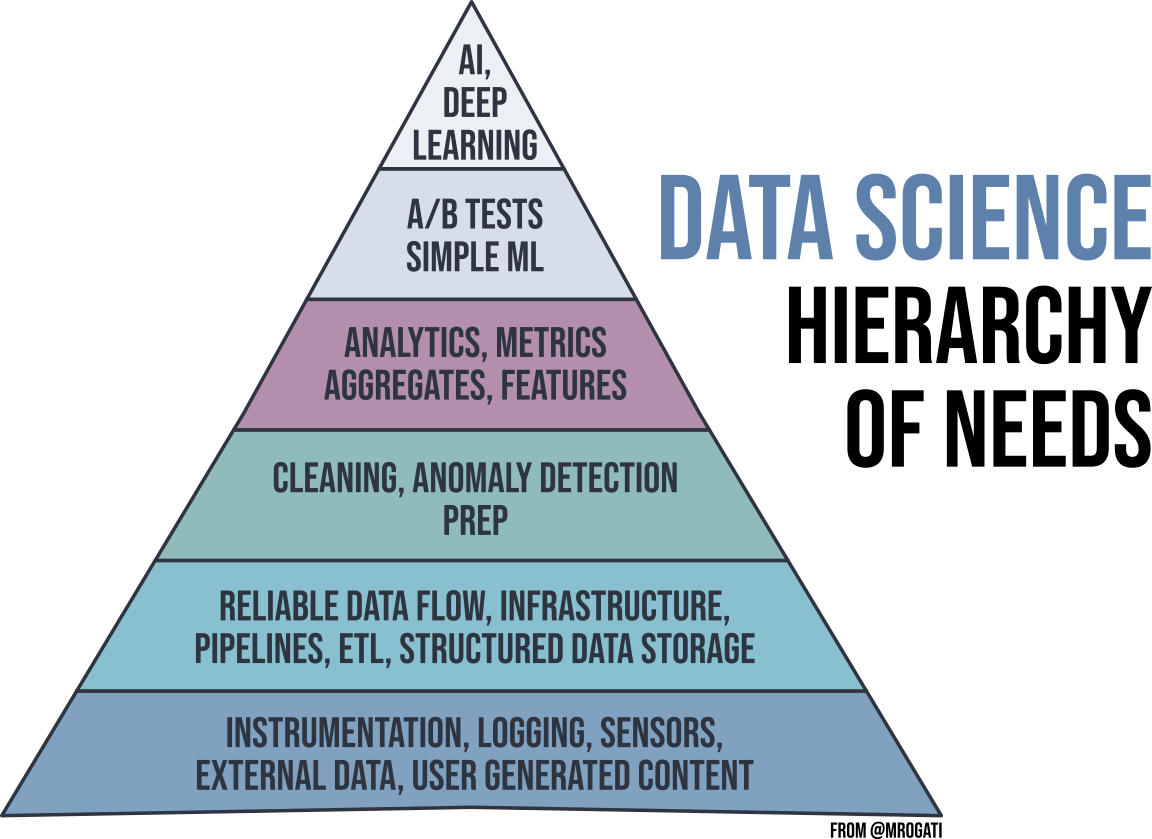 AI,
DEEP
LEARNING
A/B TESTS
SIMPLE ML
ANALYTICS, METRICS
AGGREGATES, FEATURES
CLEANING, ANOMALY DETECTION
PREP
RELIABLE DATA FLOW, INFRASTRUCTURE,
PIPELINES, ETL, STRUCTURED DATA STORAGE
INSTRUMENTATION, LOGGING, SENSORS,
EXTERNAL DATA, USER GENERATED CONTENT
DATA SCIENCE
HIERARCHY
OF NEEDS
FROM @MROGATI